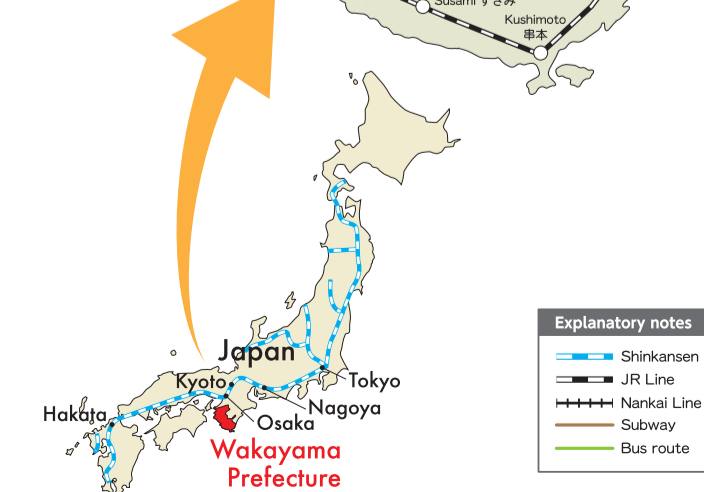 Susami すさみ
Kushimoto
串本
Japan
Kyoto
Tokyo
Nagoya
Hakata
Osaka
Wakayama
Prefecture
Explanatory notes
Shinkansen
JR Line
Nankai Line
Subway
Bus route